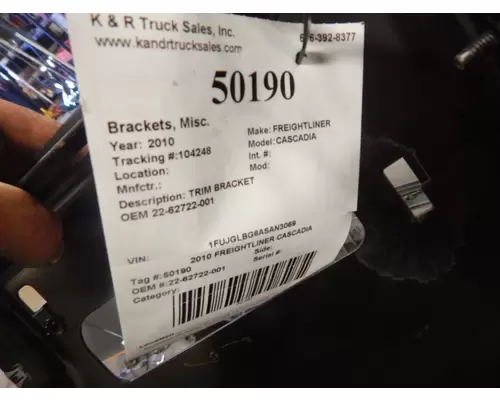 K & R Truck Sales, Inc.
www.kandrtrucksales.com
616-392-8377
50190
Brackets, Misc.
Year: 2010
Tracking #:104248
Location:
Mnfctr.:
Make: FREIGHTLINER
Model: CASCADIA
Int. #:
Mod:
Description: TRIM BRACKET
OEM 22-62722-001
VIN: 1FUJGLBG6ASAN3069
2010 FREIGHTLINER CASCADIA
Tag #:50190
OEM #:22-62722-001
Category:
Side:
Serial #: